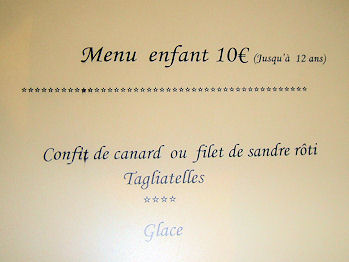 Menu enfant 10€ (Jusqu'à 12 ans)
********************************************
Confit de canard ou filet de sandre rôti
Tagliatelles
****
Glace